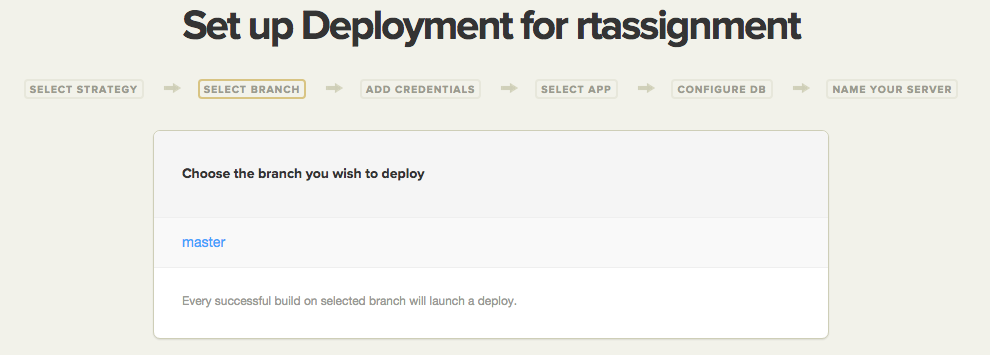 Set up Deployment for rtassignment
SELECT STRATEGY
SELECT BRANCH
ADD CREDENTIALS
SELECT APP
CONFIGURE DB
NAME YOUR SERVER
Choose the branch you wish to deploy
master
Every successful build on selected branch will launch a deploy.